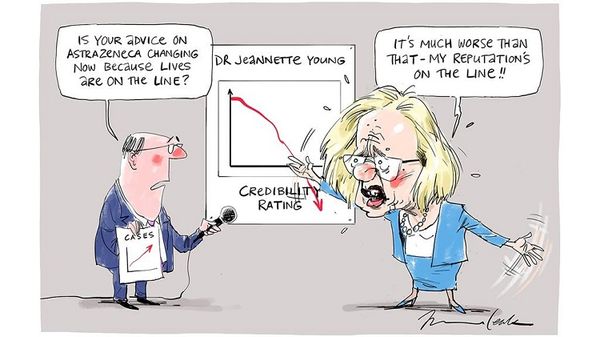 IS YOUR ADVICE ON
ASTRAZENECA CHANGING
NOW BECAUSE LIVES
ARE ON THE LINE?
DR JEANNETTE YOUNG
IT'S MUCH WORSE THAN
THAT - MY REPUTATION'S
ON THE LINE!!
CREDIBILITY
RATING
CASES